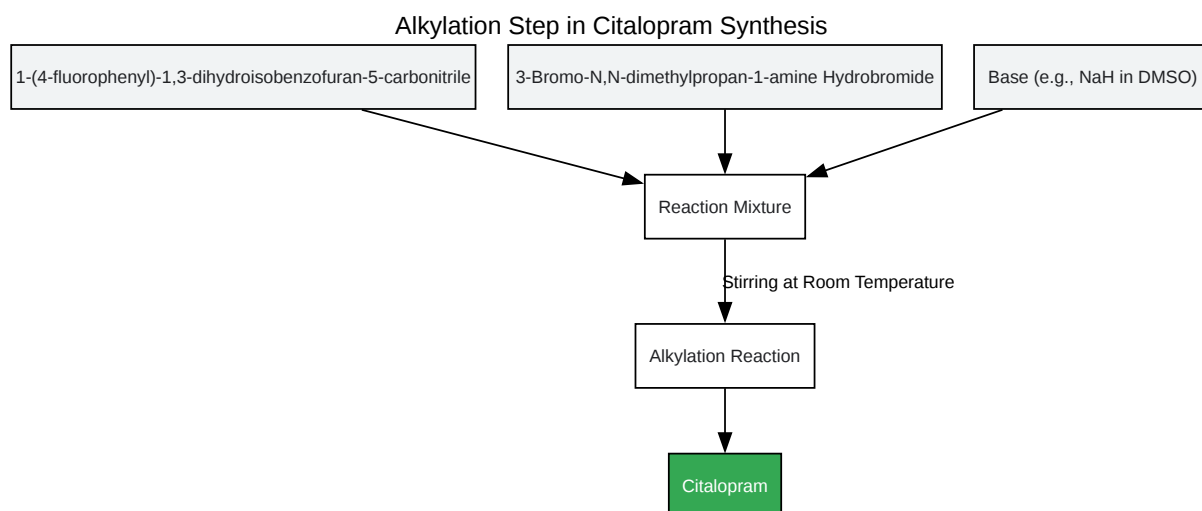 Alkylation Step in Citalopram Synthesis
1-(4-fluorophenyl)-1,3-dihydroisobenzofuran-5-carbonitrile
3-Bromo-N,N-dimethylpropan-1-amine Hydrobromide
Base (e.g., NaH in DMSO)
Reaction Mixture
Stirring at Room Temperature
Alkylation Reaction
Citalopram